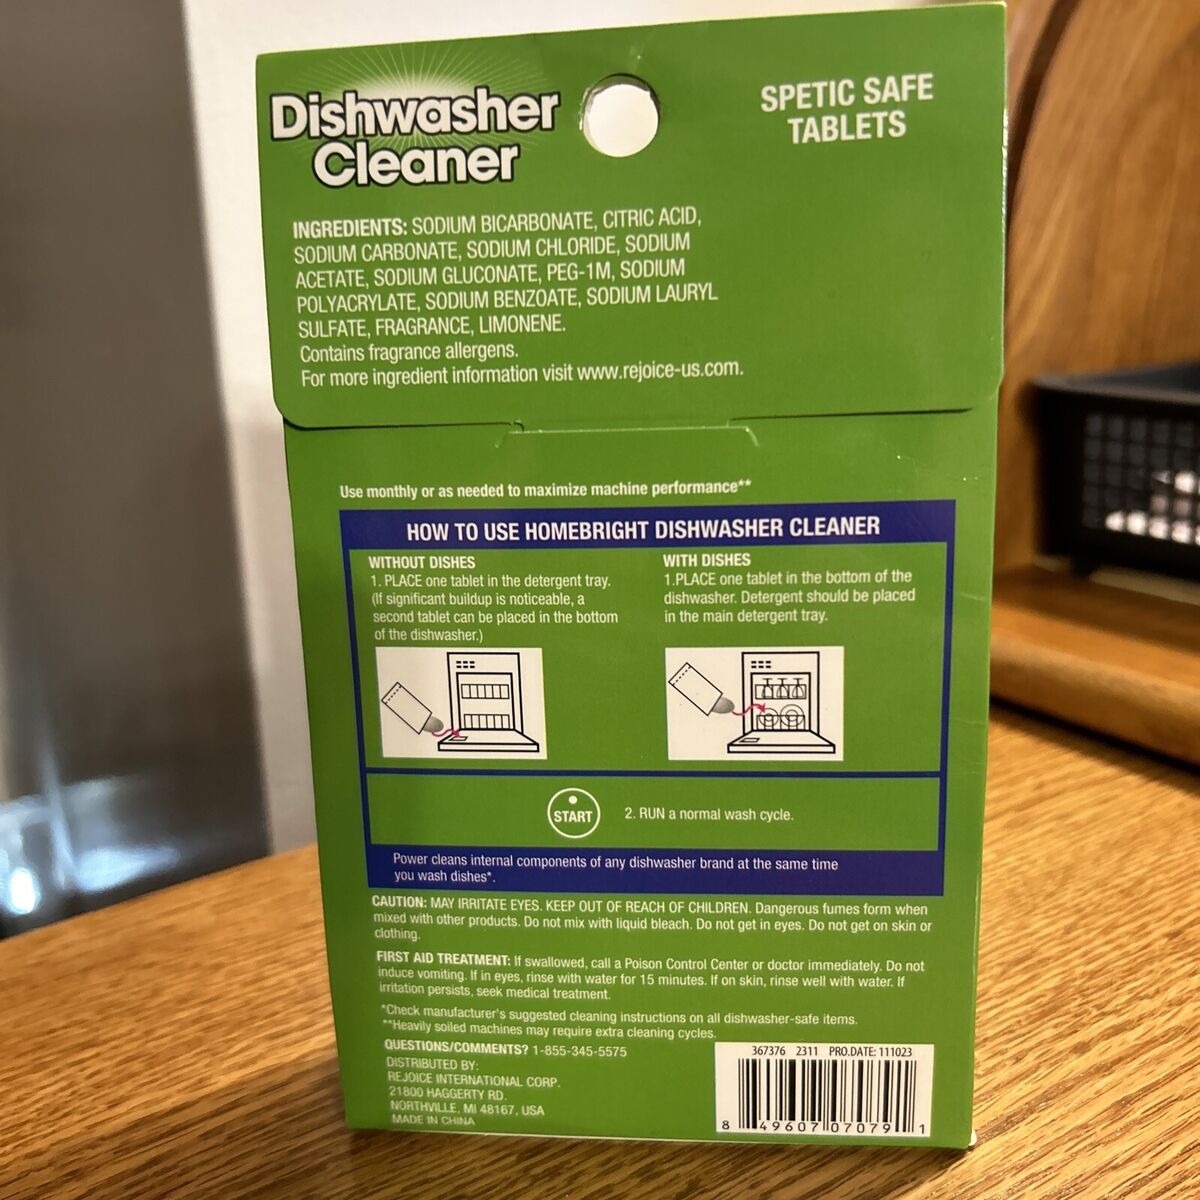 Dishwasher
Cleaner
SPETIC SAFE
TABLETS
INGREDIENTS: SODIUM BICARBONATE, CITRIC ACID,
SODIUM CARBONATE, SODIUM CHLORIDE, SODIUM
ACETATE, SODIUM GLUCONATE, PEG-1M, SODIUM
POLYACRYLATE, SODIUM BENZOATE, SODIUM LAURYL
SULFATE, FRAGRANCE, LIMONENE.
Contains fragrance allergens.
For more ingredient information visit www.rejoice-us.com.
Use monthly or as needed to maximize machine performance**
HOW TO USE HOMEBRIGHT DISHWASHER CLEANER
WITHOUT DISHES
1. PLACE one tablet in the detergent tray.
(If significant buildup is noticeable, a
second tablet can be placed in the bottom
of the dishwasher.)
WITH DISHES
1.PLACE one tablet in the bottom of the
dishwasher. Detergent should be placed
in the main detergent tray.
START
2. RUN a normal wash cycle.
Power cleans internal components of any dishwasher brand at the same time
you wash dishes*.
CAUTION: MAY IRRITATE EYES. KEEP OUT OF REACH OF CHILDREN. Dangerous fumes form when
mixed with other products. Do not mix with liquid bleach. Do not get in eyes. Do not get on skin or
clothing.
FIRST AID TREATMENT: If swallowed, call a Poison Control Center or doctor immediately. Do not
induce vomiting. If in eyes, rinse with water for 15 minutes. If on skin, rinse well with water. If
irritation persists, seek medical treatment.
*Check manufacturer's suggested cleaning instructions on all dishwasher-safe items.
**Heavily soiled machines may require extra cleaning cycles.
QUESTIONS/COMMENTS? 1-855-345-5575
DISTRIBUTED BY:
REJOICE INTERNATIONAL CORP.
21800 HAGGERTY RD.
NORTHVILLE, MI 48167, USA
MADE IN CHINA
367376 2311 PRO.DATE: 111023
8 49607 07079 1